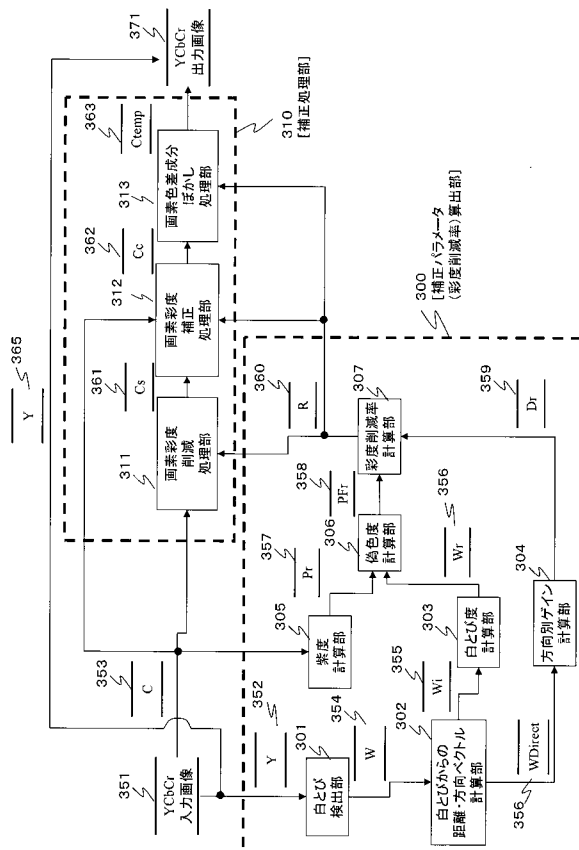 365
Y
353
C
351
YCbCr
入力画像
352
Y
361
Cs
362
Cc
363
Ctemp
371
YCbCr
出力画像
311
画素彩度
削減
処理部
312
画素彩度
補正
処理部
313
画素色差成分
ぼかし
処理部
310
[補正処理部]
300
[補正パラメータ
(彩度削減率)算出部]
360
R
301
白とび
検出部
354
W
302
白とびからの
距離・方向ベクトル
計算部
355
Wi
303
白とび度
計算部
356
Wr
305
紫度
計算部
357
Pr
306
偽色度
計算部
358
PFr
307
彩度削減率
計算部
356
WDirect
304
方向別ゲイン
計算部
359
Dr